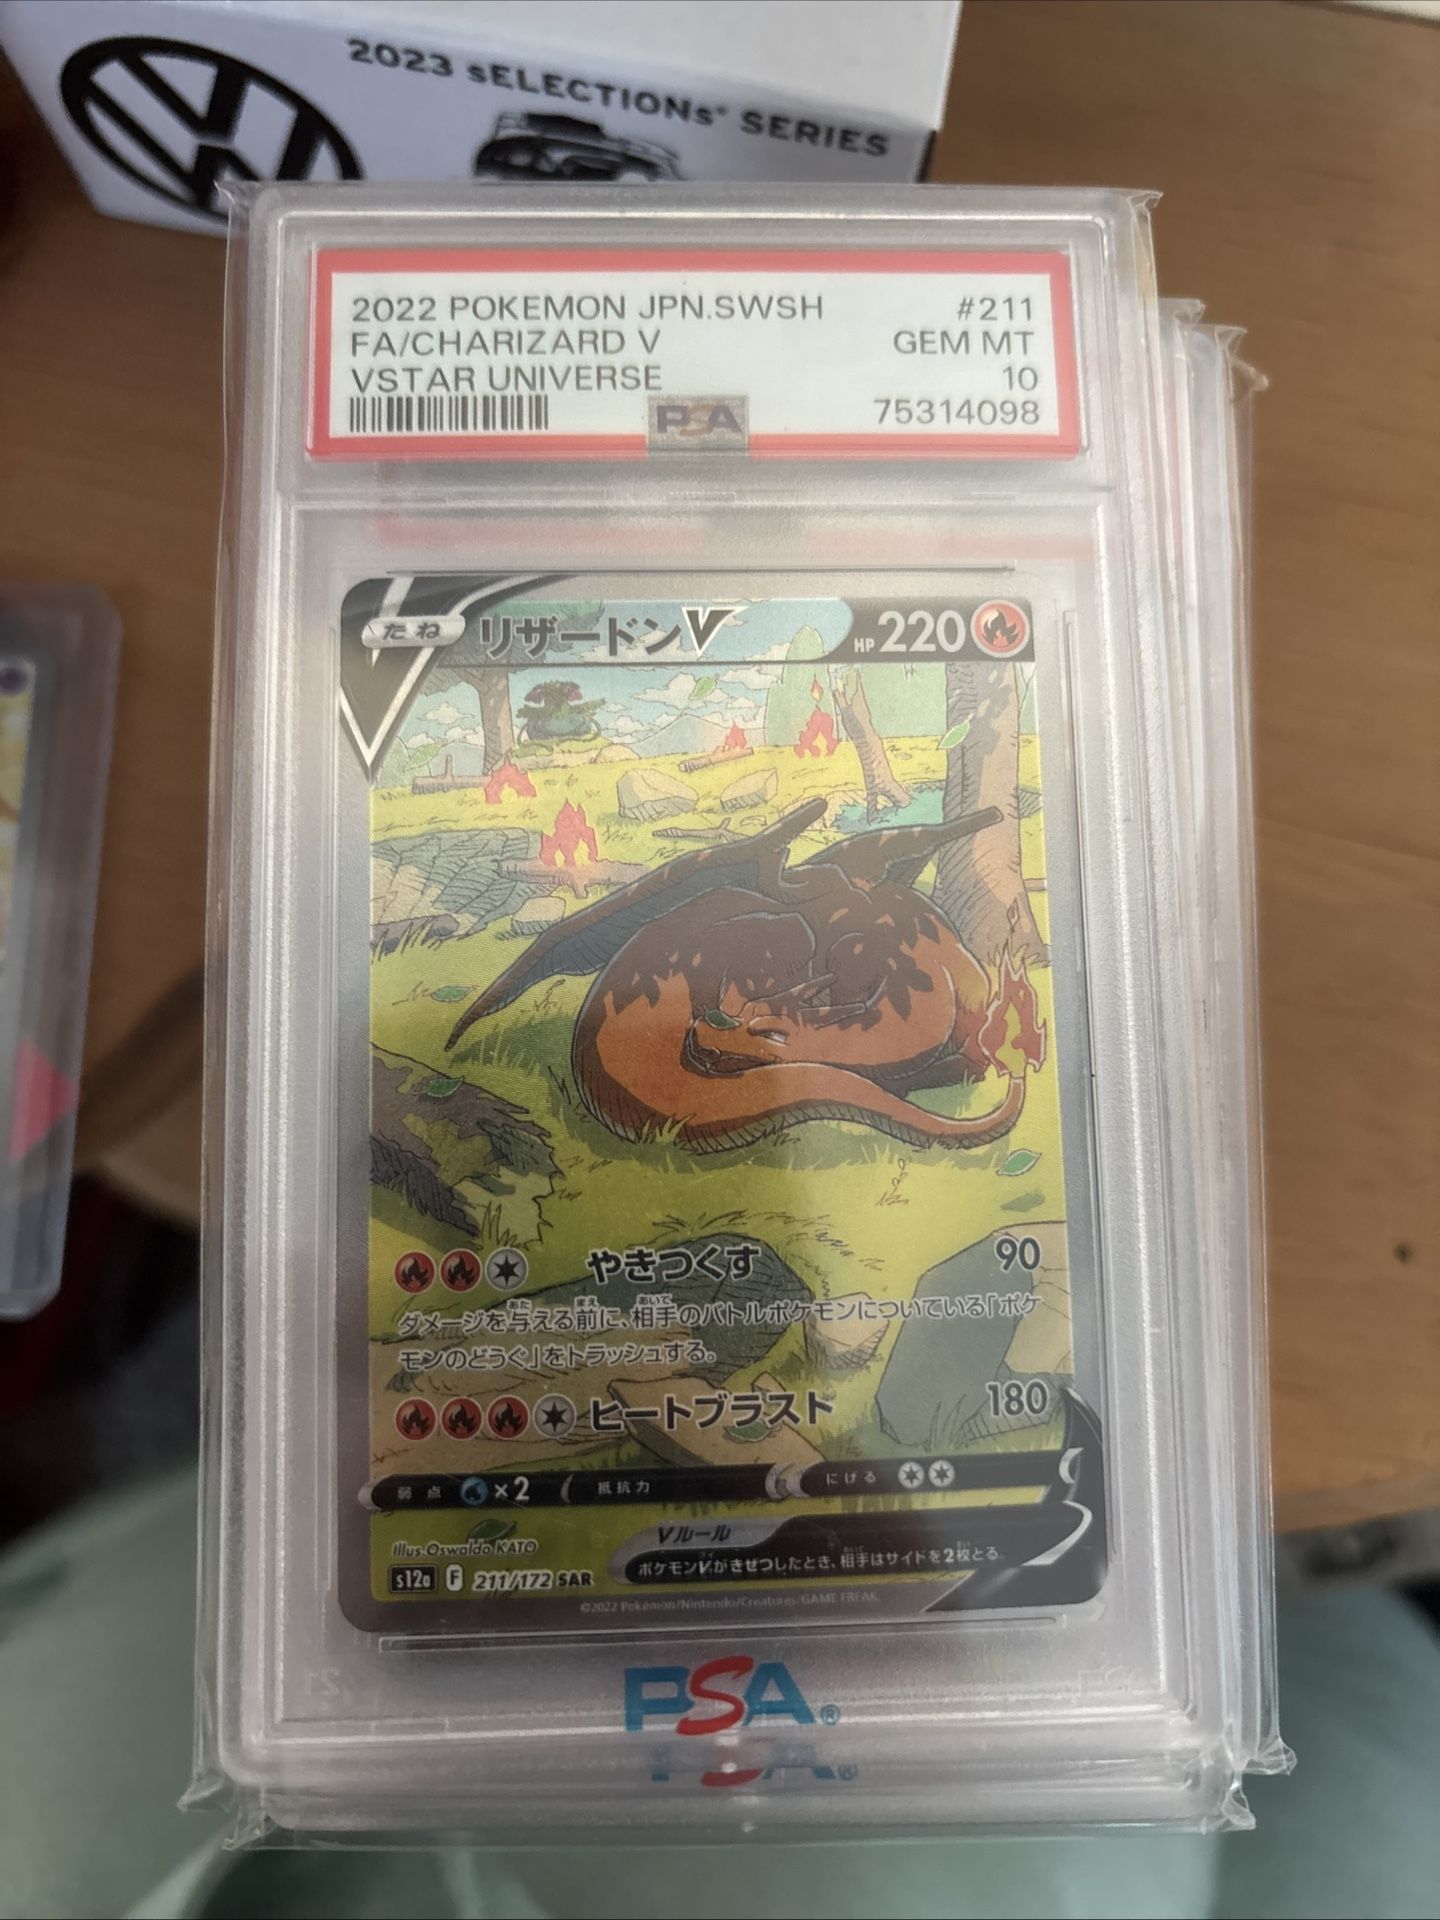 2023 sELECTIONs® SERIES
2022 POKEMON JPN.SWSH #211
FA/CHARIZARD V GEM MT
VSTAR UNIVERSE 10
PSA 75314098
たね リザードンV HP 220
やきつくす 90
ダメージを与える前に、相手のバトルポケモンについている「ポケ
モンのどうぐ」をトラッシュする。
ヒートブラスト 180
弱点 ×2 抵抗力 にげる
Vルール
ポケモンVがきぜつしたとき、相手はサイドを2枚とる。
Illus.Oswaldo KATO
s12a F 211/172 SAR
©2022 Pokémon/Nintendo/Creatures/GAME FREAK.
PSA®